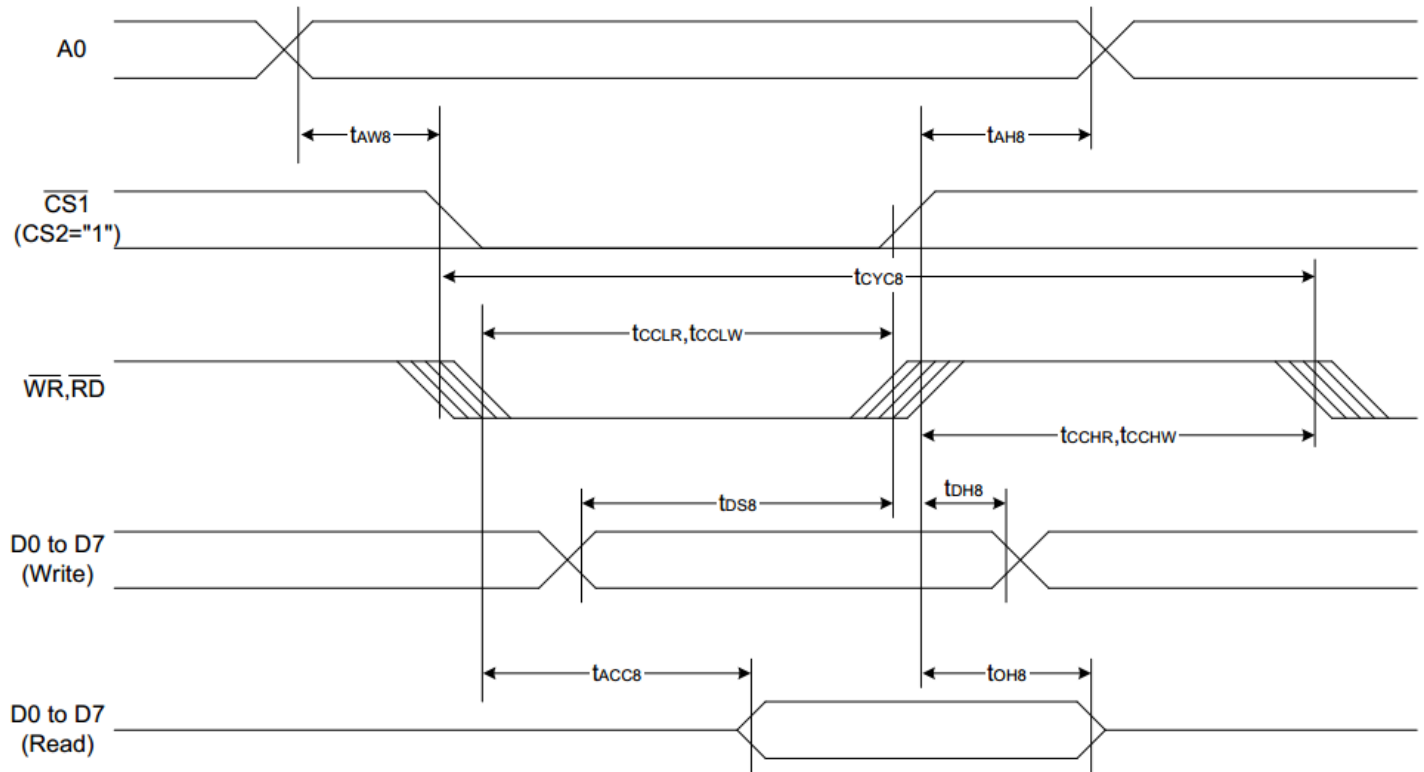 A0
tAW8
tAH8
CS1
(CS2="1")
tCYC8
tCCLR,tCCLW
WR,RD
tCCHR,tCCHW
tDS8
tDH8
D0 to D7
(Write)
tACC8
tOH8
D0 to D7
(Read)